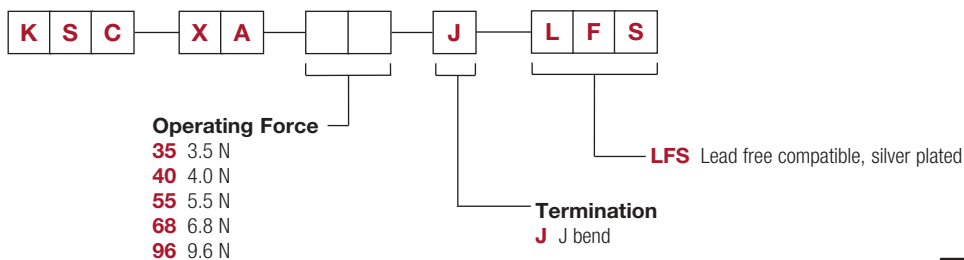 K S C X A J L F S
Operating Force
35 3.5 N
40 4.0 N
55 5.5 N
68 6.8 N
96 9.6 N
LFS Lead free compatible, silver plated
Termination
J J bend